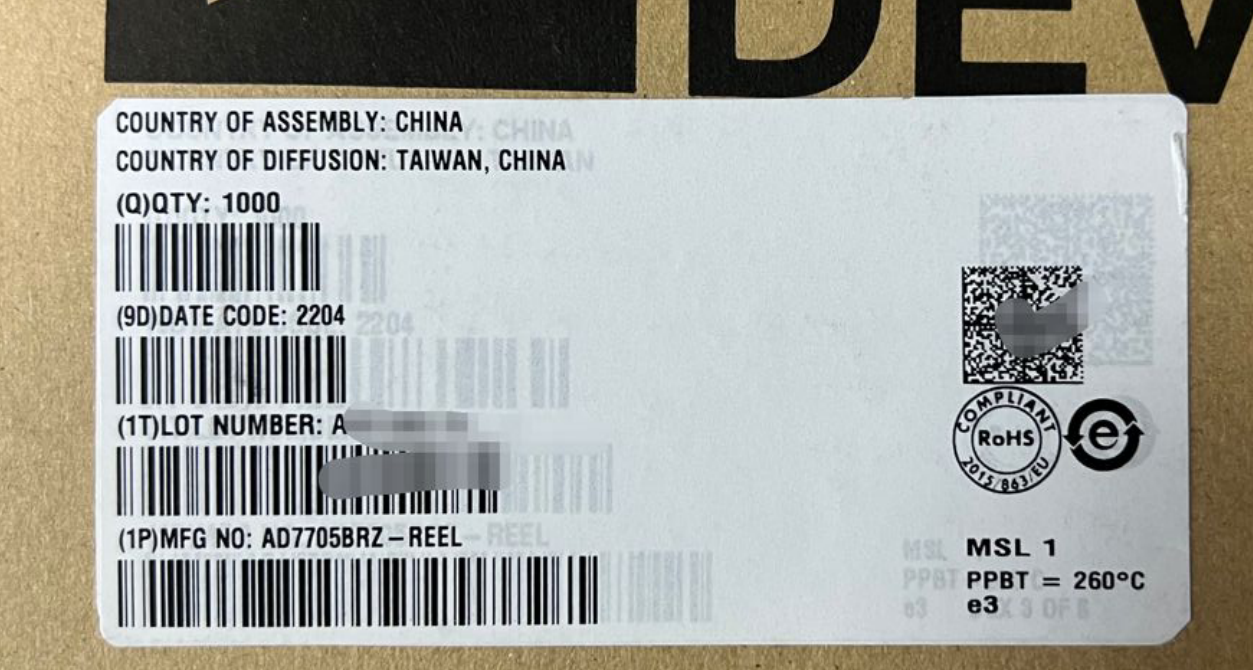 DEV
COUNTRY OF ASSEMBLY: CHINA
COUNTRY OF DIFFUSION: TAIWAN, CHINA
(Q)QTY: 1000
(9D)DATE CODE: 2204
(1T)LOT NUMBER: A
(1P)MFG NO: AD7705BRZ-REEL
COMPLIANT
RoHS
2015/863/EU
e
MSL 1
PPBT = 260°C
e3